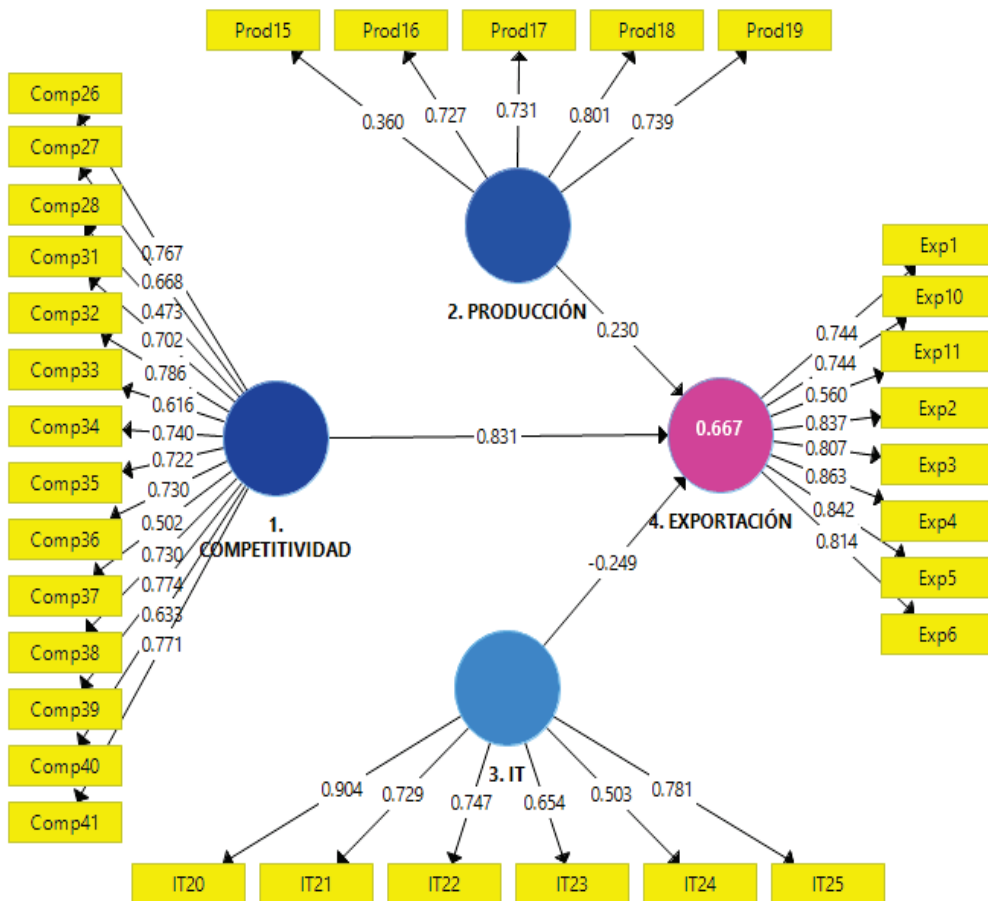 Prod15
Prod16
Prod17
Prod18
Prod19
0.360
0.727
0.731
0.801
0.739
2. PRODUCCIÓN
0.230
Comp26
Comp27
Comp28
Comp31
Comp32
Comp33
Comp34
Comp35
Comp36
Comp37
Comp38
Comp39
Comp40
Comp41
0.767
0.668
0.473
0.702
0.786
0.616
0.740
0.722
0.730
0.502
0.730
0.774
0.633
0.771
1.
COMPETITIVIDAD
0.831
0.667
4. EXPORTACIÓN
-0.249
0.744
0.744
0.560
0.837
0.807
0.863
0.842
0.814
Exp1
Exp10
Exp11
Exp2
Exp3
Exp4
Exp5
Exp6
3. IT
0.904
0.729
0.747
0.654
0.503
0.781
IT20
IT21
IT22
IT23
IT24
IT25